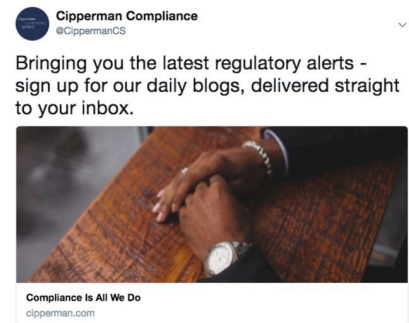 Cipperman Compliance
@CippermanCS
Bringing you the latest regulatory alerts -
sign up for our daily blogs, delivered straight
to your inbox.
Compliance Is All We Do
cipperman.com